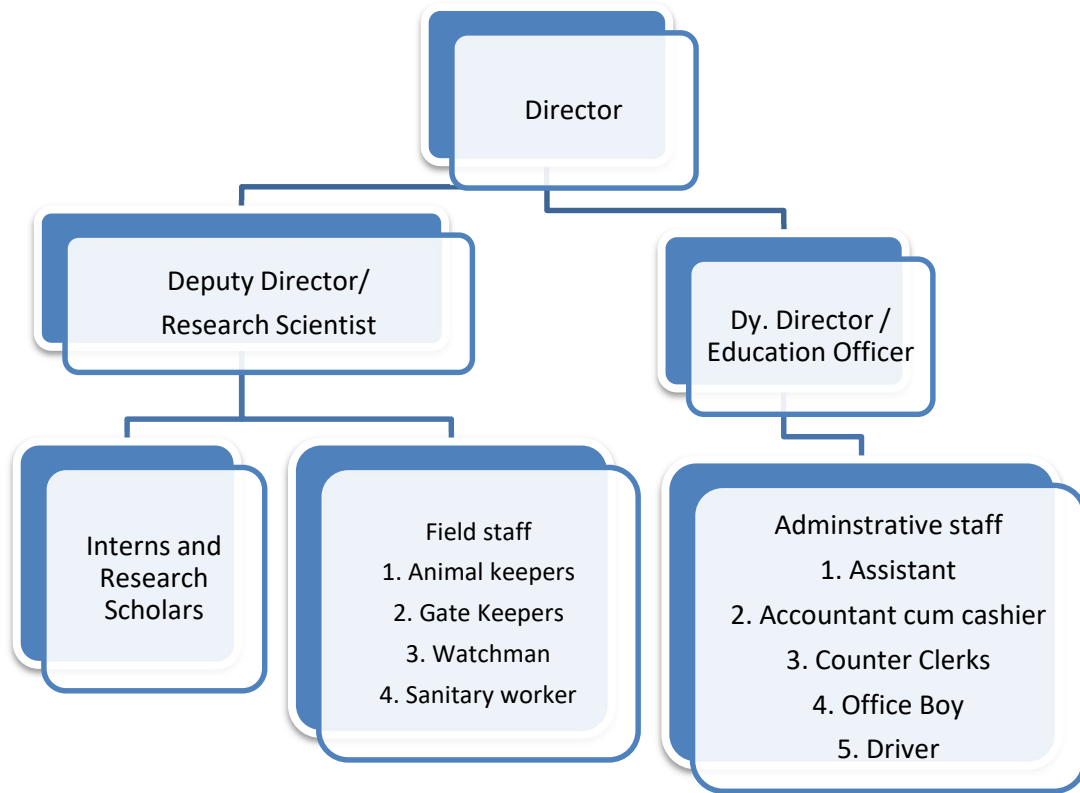 Director
Deputy Director/
Research Scientist
Dy. Director /
Education Officer
Interns and
Research
Scholars
Field staff
1. Animal keepers
2. Gate Keepers
3. Watchman
4. Sanitary worker
Adminstrative staff
1. Assistant
2. Accountant cum cashier
3. Counter Clerks
4. Office Boy
5. Driver